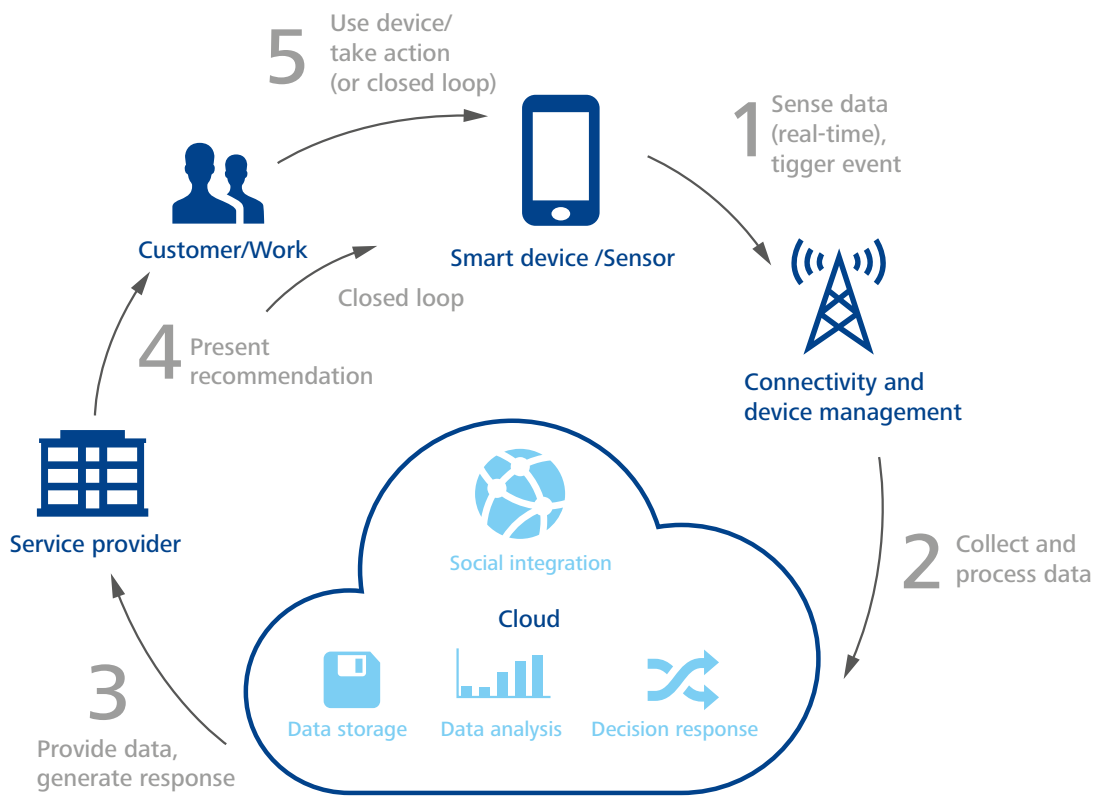 5
Use device/
take action
(or closed loop)
1
Sense data
(real-time),
tigger event
Customer/Work
Smart device /Sensor
Closed loop
4
Present
recommendation
Connectivity and
device management
Service provider
Social integration
2
Collect and
process data
Cloud
3
Provide data,
generate response
Data storage
Data analysis
Decision response